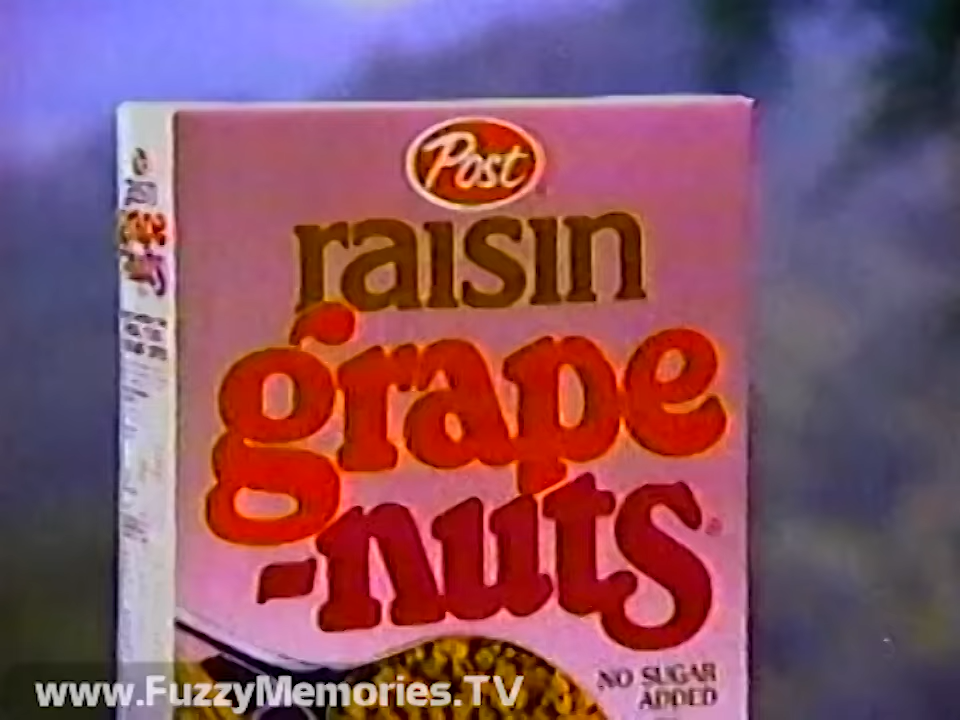 Post
raisin
grape
-nuts®
NO SUGAR
ADDED
www.FuzzyMemories.TV